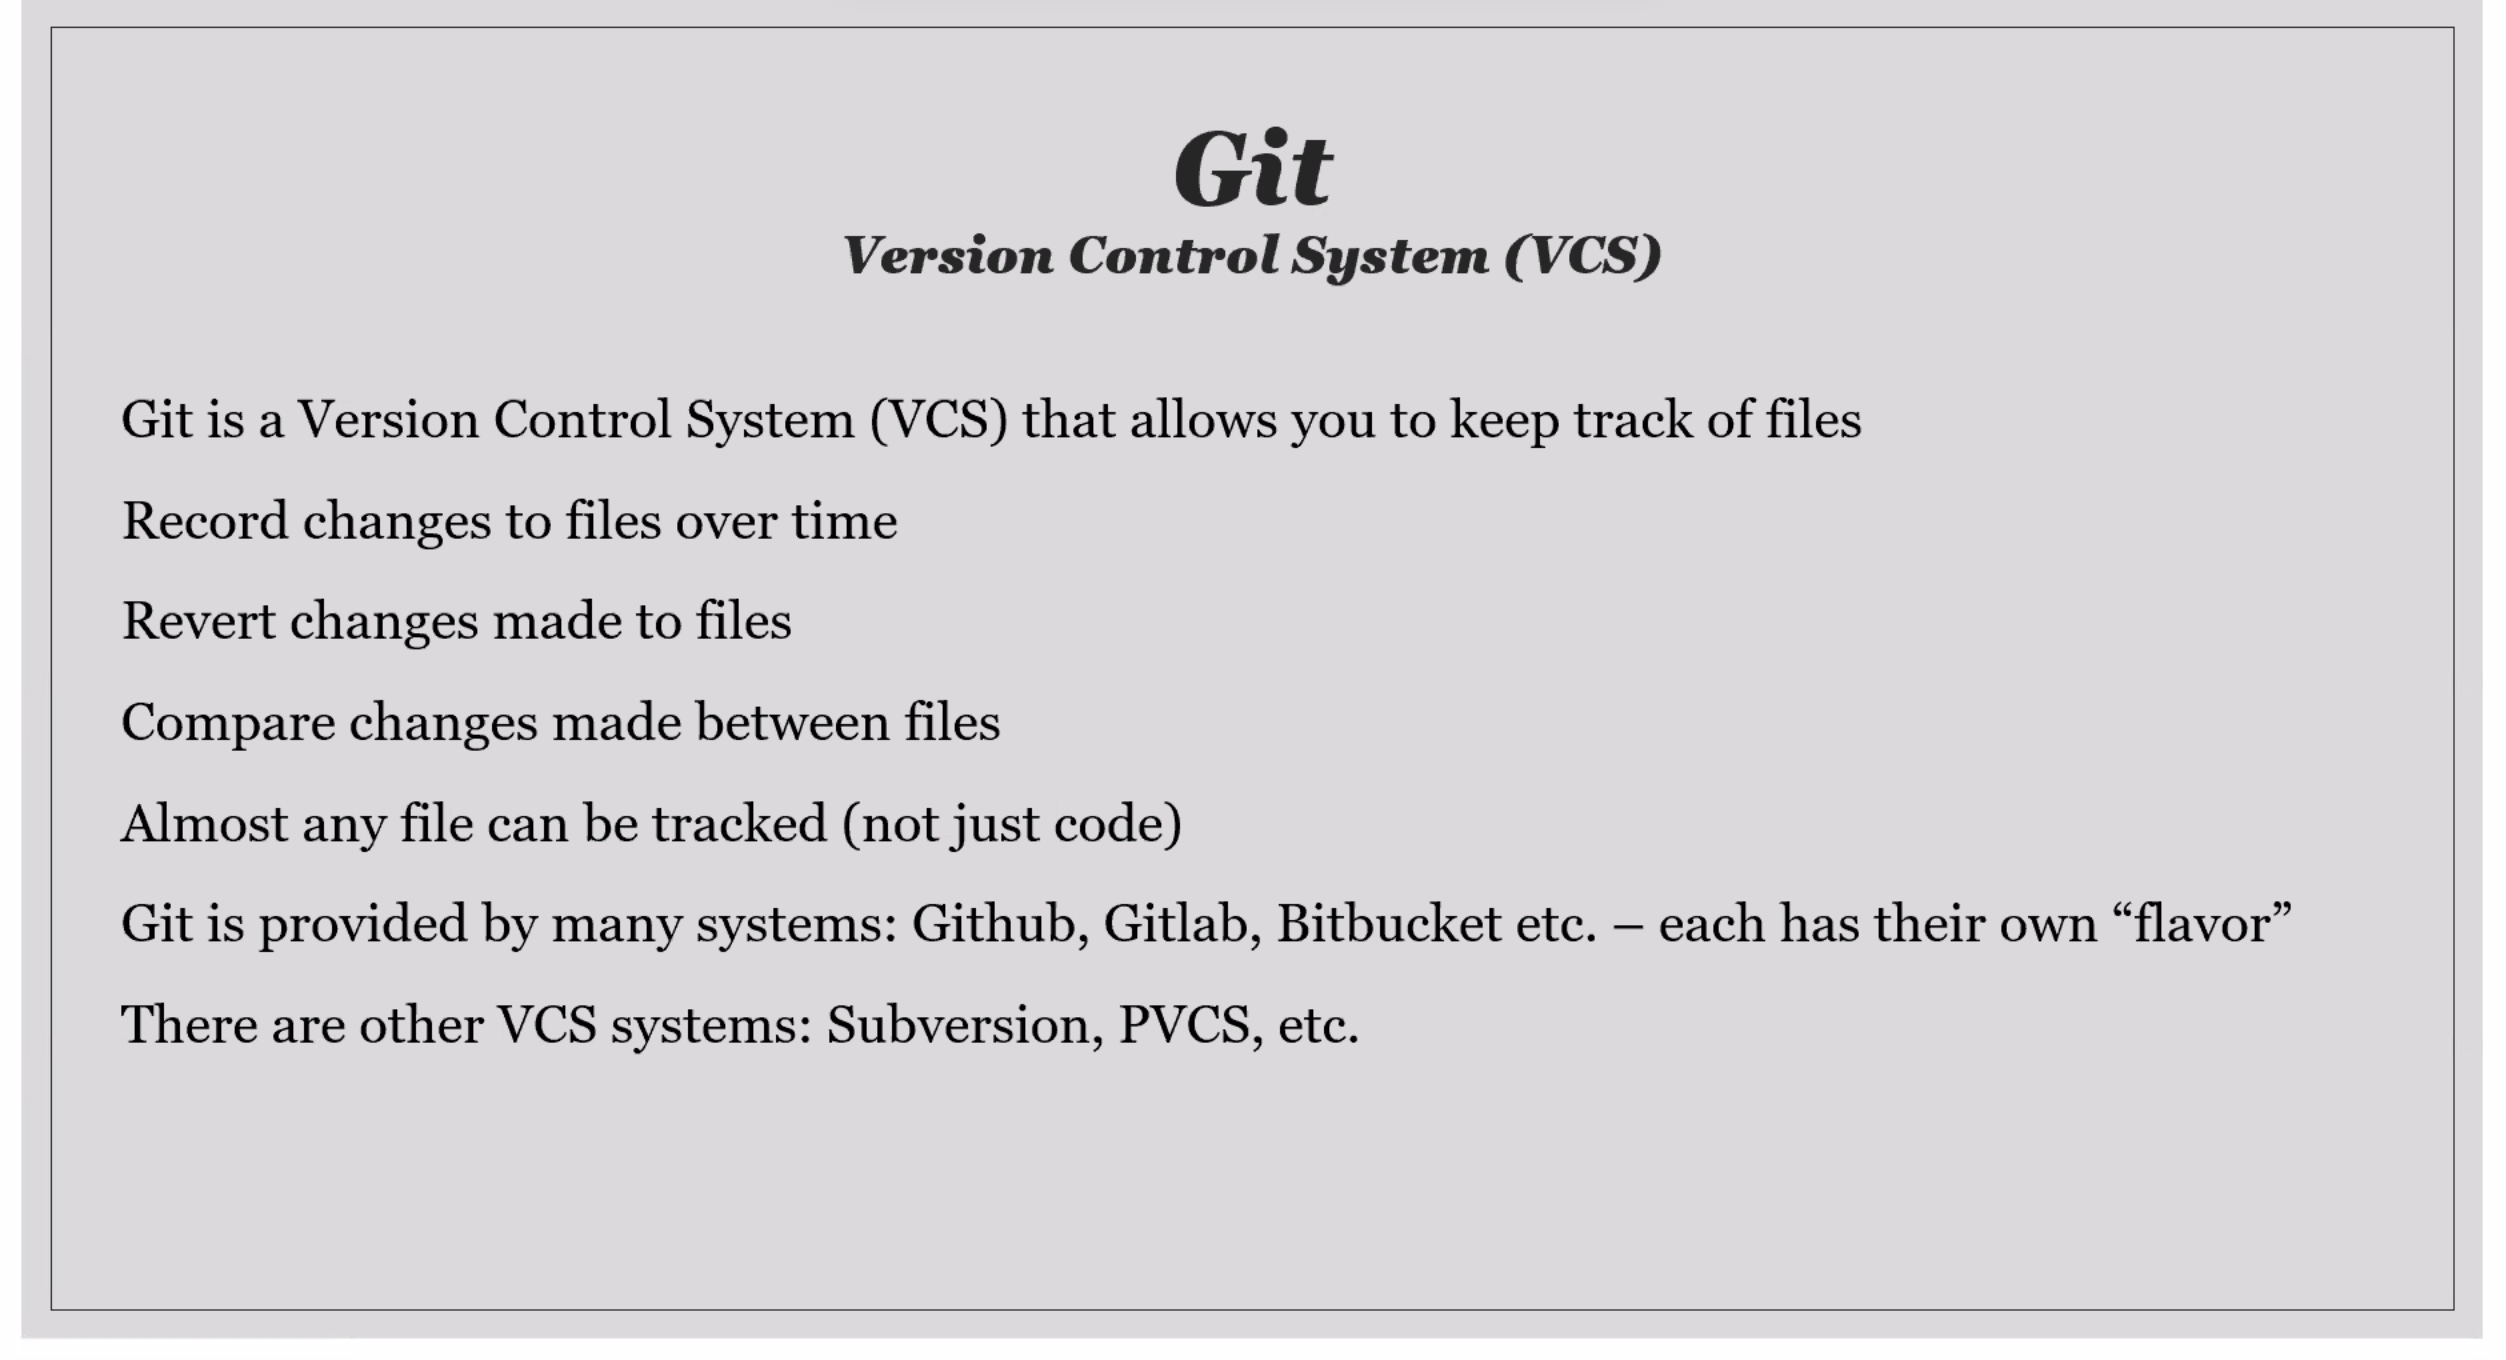 Git
Version Control System (VCS)
Git is a Version Control System (VCS) that allows you to keep track of files
Record changes to files over time
Revert changes made to files
Compare changes made between files
Almost any file can be tracked (not just code)
Git is provided by many systems: Github, Gitlab, Bitbucket etc. – each has their own “flavor”
There are other VCS systems: Subversion, PVCS, etc.